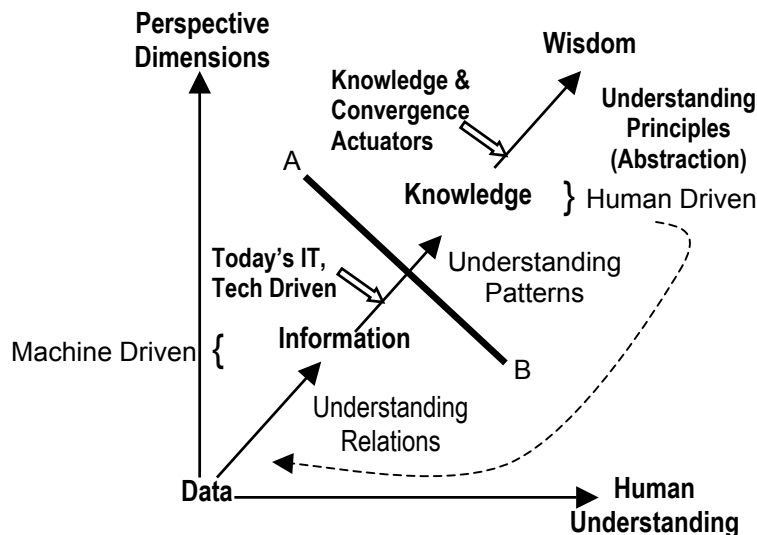 Perspective
Dimensions
Wisdom
Knowledge &
Convergence
Actuators
Understanding
Principles
(Abstraction)
A
Knowledge
} Human Driven
Today's IT,
Tech Driven
Understanding
Patterns
Information
Machine Driven {
B
Understanding
Relations
Data
Human
Understanding